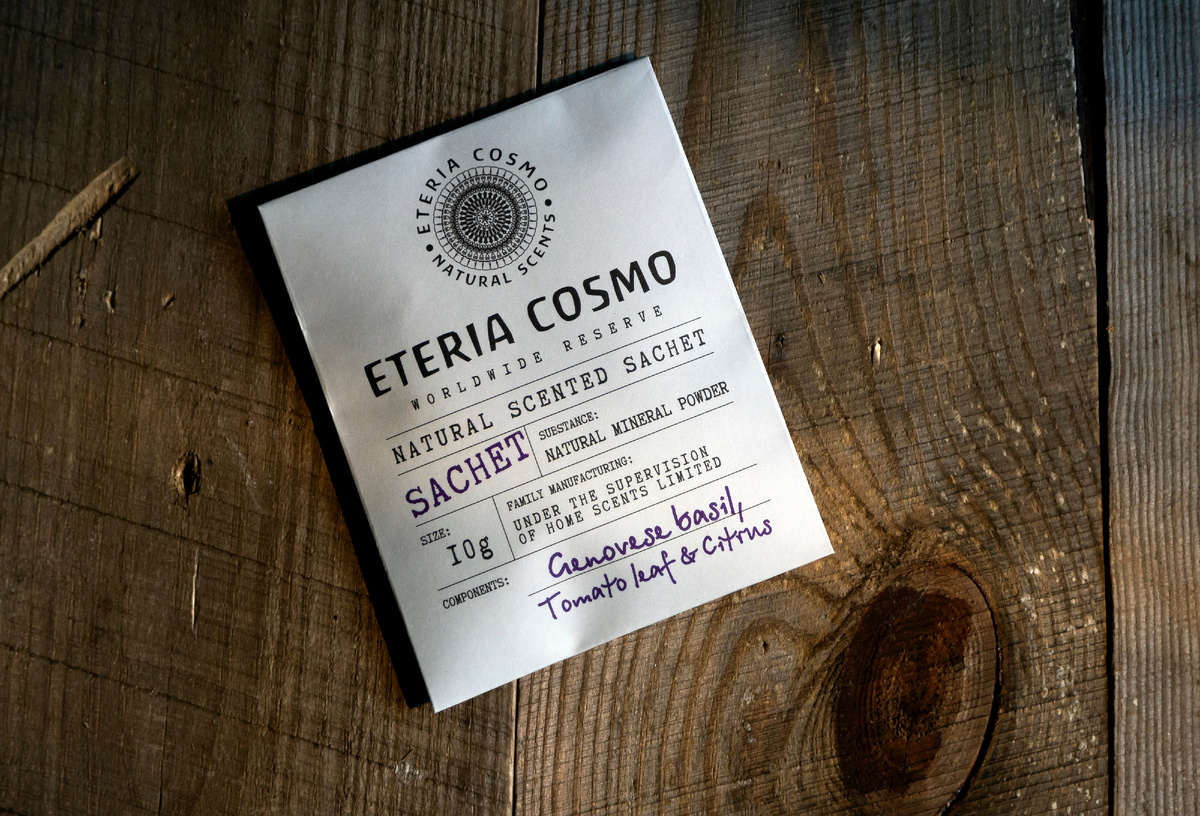 ETERIA COSMO • NATURAL SCENTS •
ETERIA COSMO
WORLDWIDE RESERVE
NATURAL SCENTED SACHET
SACHET
SUBSTANCE:
NATURAL MINERAL POWDER
SIZE:
10g
FAMILY MANUFACTURING:
UNDER THE SUPERVISION
OF HOME SCENTS LIMITED
COMPONENTS:
Genovese basil,
Tomato leaf & Citrus